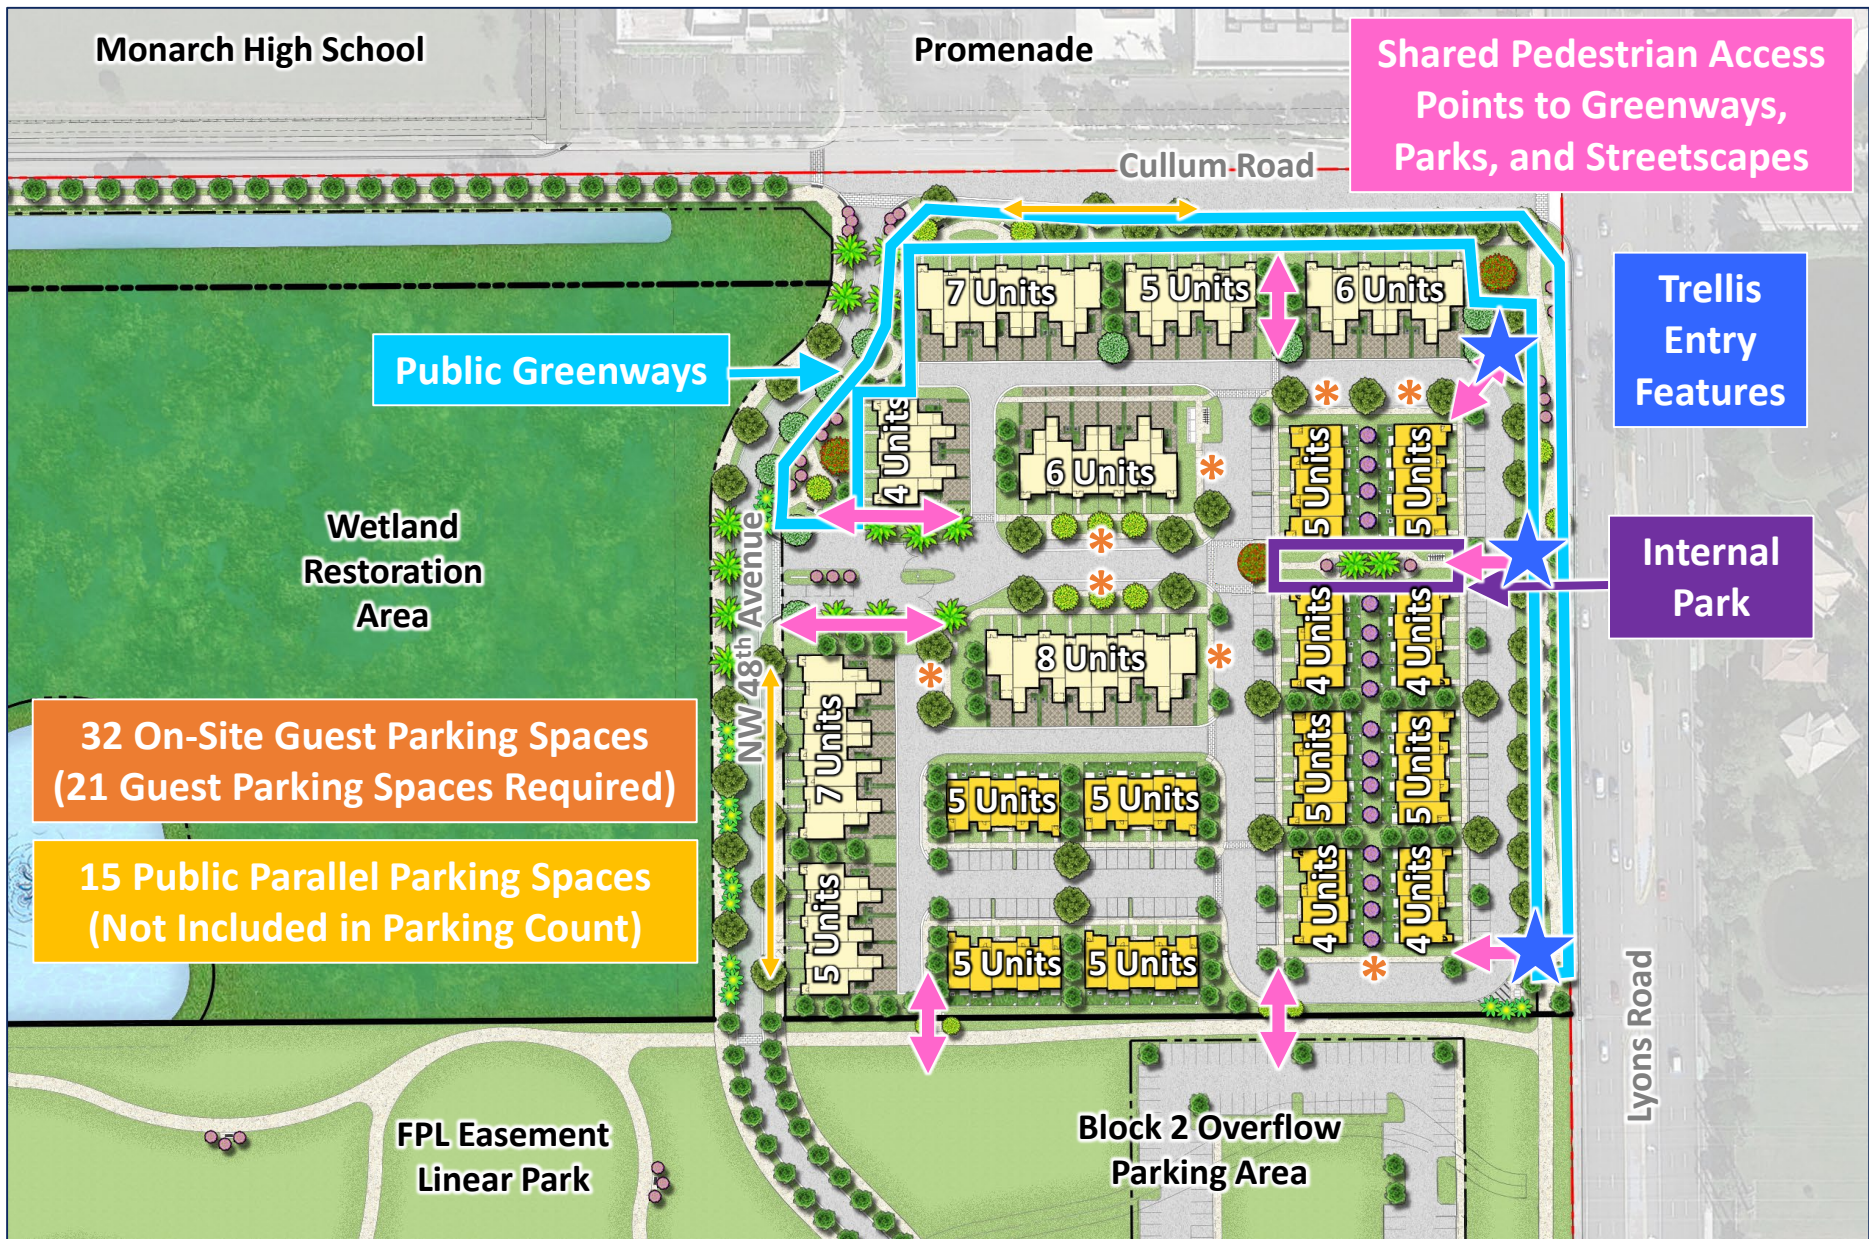 Monarch High School
Promenade
Shared Pedestrian Access
Points to Greenways,
Parks, and Streetscapes
Cullum Road
7 Units
5 Units
6 Units
Trellis
Entry
Features
Public Greenways
4 Units
6 Units
5 Units
5 Units
Wetland
Restoration
Area
NW 48th Avenue
Internal
Park
8 Units
4 Units
4 Units
32 On-Site Guest Parking Spaces
(21 Guest Parking Spaces Required)
7 Units
5 Units
5 Units
5 Units
5 Units
15 Public Parallel Parking Spaces
(Not Included in Parking Count)
5 Units
4 Units
4 Units
5 Units
5 Units
Lyons Road
FPL Easement
Linear Park
Block 2 Overflow
Parking Area